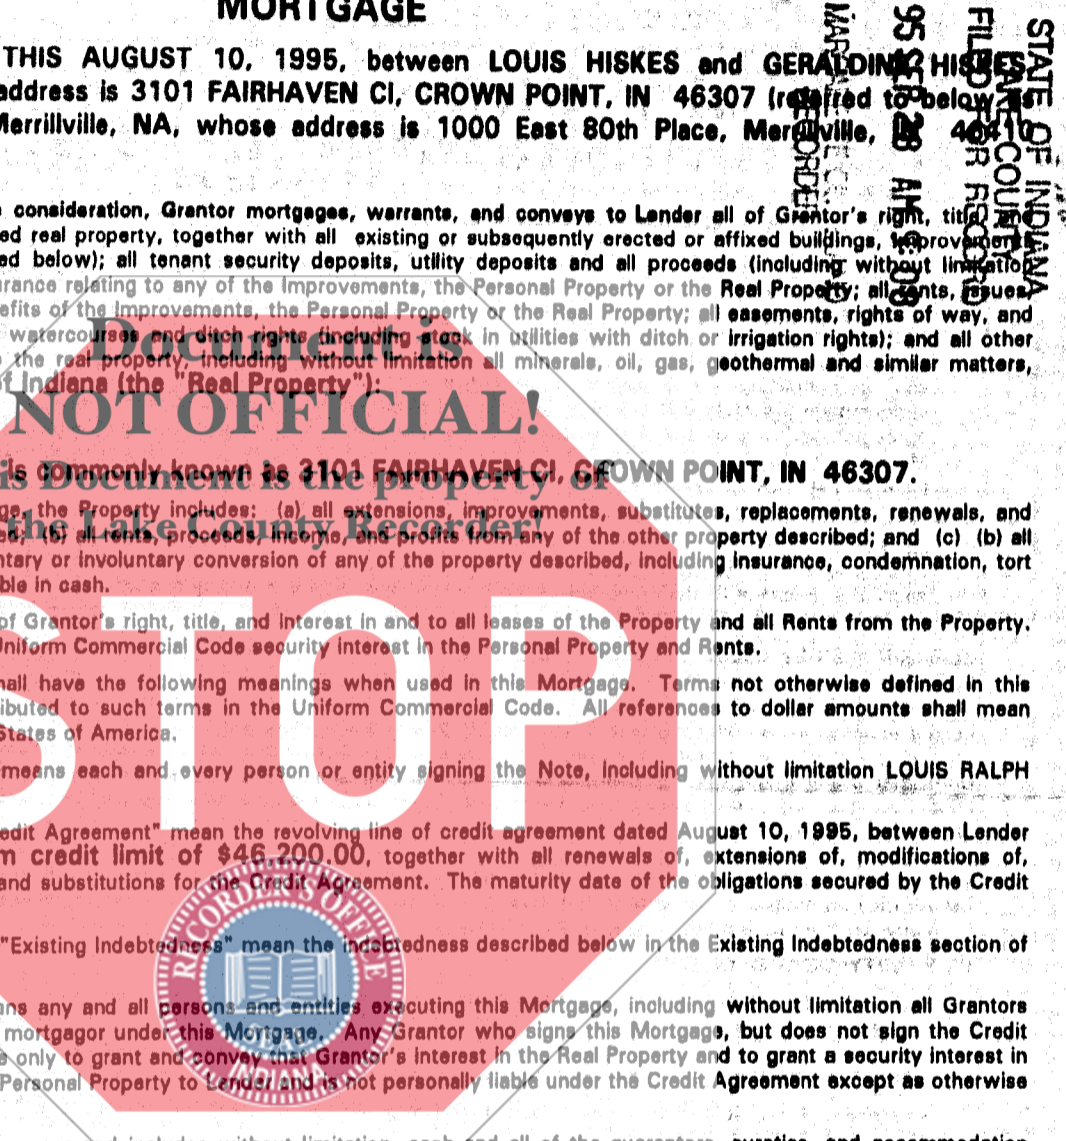 MORTGAGE
THIS AUGUST 10, 1995, between LOUIS HISKES and GERALDINE HISKES,
address is 3101 FAIRHAVEN CI, CROWN POINT, IN 46307 (referred to below as
Merrillville, NA, whose address is 1000 East 80th Place, Merrillville, 46410
consideration, Grantor mortgages, warrants, and conveys to Lender all of Grantor's right, title, and
ed real property, together with all existing or subsequently erected or affixed buildings, improvements
ed below); all tenant security deposits, utility deposits and all proceeds (including without limitation
urance relating to any of the Improvements, the Personal Property or the Real Property; all rents, issues,
efits of the Improvements, the Personal Property or the Real Property; all easements, rights of way, and
watercourses and ditch rights (including stock in utilities with ditch or irrigation rights); and all other
the real property, including without limitation all minerals, oil, gas, geothermal and similar matters,
of Indiana (the "Real Property"):
is commonly known as 3101 FAIRHAVEN CI, CROWN POINT, IN 46307.
ge, the Property includes: (a) all extensions, improvements, substitutes, replacements, renewals, and
ed; (b) all rents, proceeds, income, and profits from any of the other property described; and (c) (b) all
ntary or involuntary conversion of any of the property described, including insurance, condemnation, tort
ble in cash.
of Grantor's right, title, and interest in and to all leases of the Property and all Rents from the Property.
Uniform Commercial Code security interest in the Personal Property and Rents.
hall have the following meanings when used in this Mortgage. Terms not otherwise defined in this
ributed to such terms in the Uniform Commercial Code. All references to dollar amounts shall mean
States of America.
means each and every person or entity signing the Note, including without limitation LOUIS RALPH
edit Agreement" mean the revolving line of credit agreement dated August 10, 1995, between Lender
m credit limit of $46,200.00, together with all renewals of, extensions of, modifications of,
and substitutions for the Credit Agreement. The maturity date of the obligations secured by the Credit
"Existing Indebtedness" mean the indebtedness described below in the Existing Indebtedness section of
ns any and all persons and entities executing this Mortgage, including without limitation all Grantors
mortgagor under this Mortgage. Any Grantor who signs this Mortgage, but does not sign the Credit
only to grant and convey that Grantor's interest in the Real Property and to grant a security interest in
Personal Property to Lender and is not personally liable under the Credit Agreement except as otherwise
STATE OF INDIANA
LAKE COUNTY
FILED FOR RECORD
95 SEP 28 AM
RECORDER
Document is
NOT OFFICIAL!
is Document is the property of
the Lake County Recorder!
STOP
RECORDER'S OFFICE
INDIANA